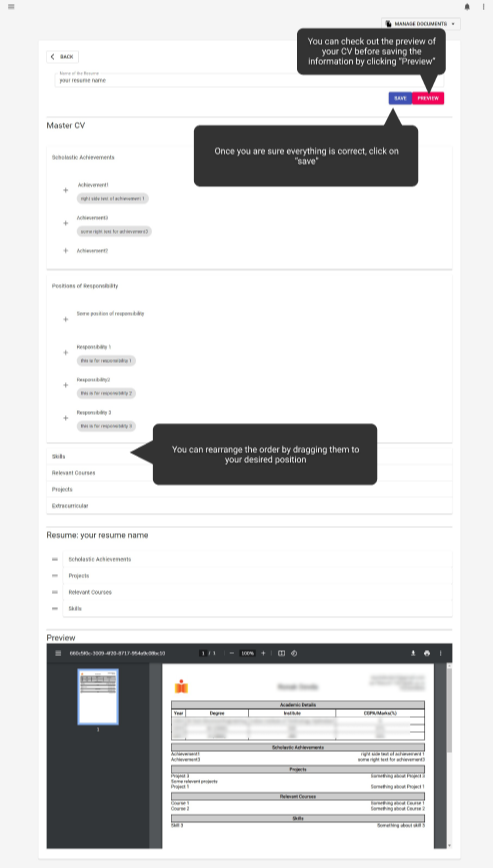 MANAGE DOCUMENTS
You can check out the preview of
your CV before saving the
information by clicking "Preview"
BACK
Name of the Resume
your resume name
SAVE
PREVIEW
Master CV
Once you are sure everything is correct, click on
"save"
Scholastic Achievements
Achievement1
right side text of achievement 1
Achievement3
some right text for achievement3
Achievement2
Positions of Responsibility
Some position of responsibility
Responsibility 1
this is for responsibility 1
Responsibility2
this is for responsibility 2
Responsibility 3
this is for responsibility 3
You can rearrange the order by dragging them to
your desired position
Skills
Relevant Courses
Projects
Extracurricular
Resume: your resume name
Scholastic Achievements
Projects
Relevant Courses
Skills
Preview
1 / 1
100%
1
Academic Details
Year Degree Institute CGPA/Marks(%)
Scholastic Achievements
Achievement1 right side text of achievement 1
Achievement3 some right text for achievement3
Projects
Project 3 Something about Project 3
Some relevant projects
Project 1 Something about Project 1
Relevant Courses
Course 1 Something about Course 1
Course 2 Something about Course 2
Skills
Skill 3 Something about skill 3